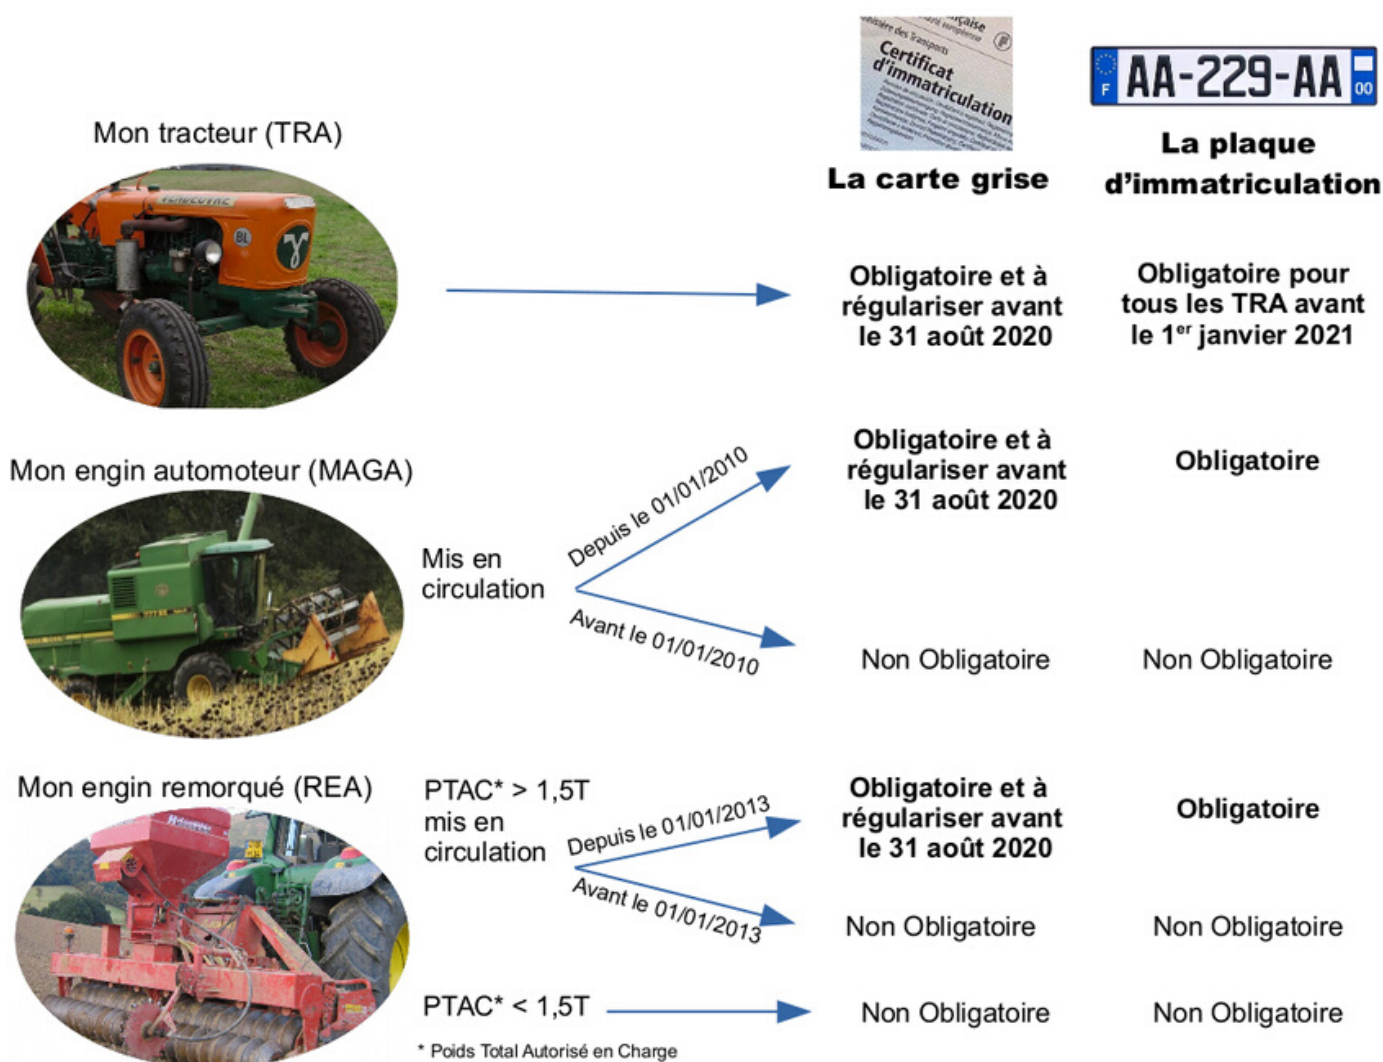 Certificat
d'immatriculation
F
AA-229-AA
00
Mon tracteur (TRA)
La carte grise
La plaque
d'immatriculation
VENDEUVRE
BL
Obligatoire et à
régulariser avant
le 31 août 2020
Obligatoire pour
tous les TRA avant
le 1er janvier 2021
Mon engin automoteur (MAGA)
Mis en
circulation
Depuis le 01/01/2010
Obligatoire et à
régulariser avant
le 31 août 2020
Obligatoire
Avant le 01/01/2010
Non Obligatoire
Non Obligatoire
Mon engin remorqué (REA)
PTAC* > 1,5T
mis en
circulation
Depuis le 01/01/2013
Obligatoire et à
régulariser avant
le 31 août 2020
Obligatoire
Avant le 01/01/2013
Non Obligatoire
Non Obligatoire
PTAC* < 1,5T
Non Obligatoire
Non Obligatoire
* Poids Total Autorisé en Charge